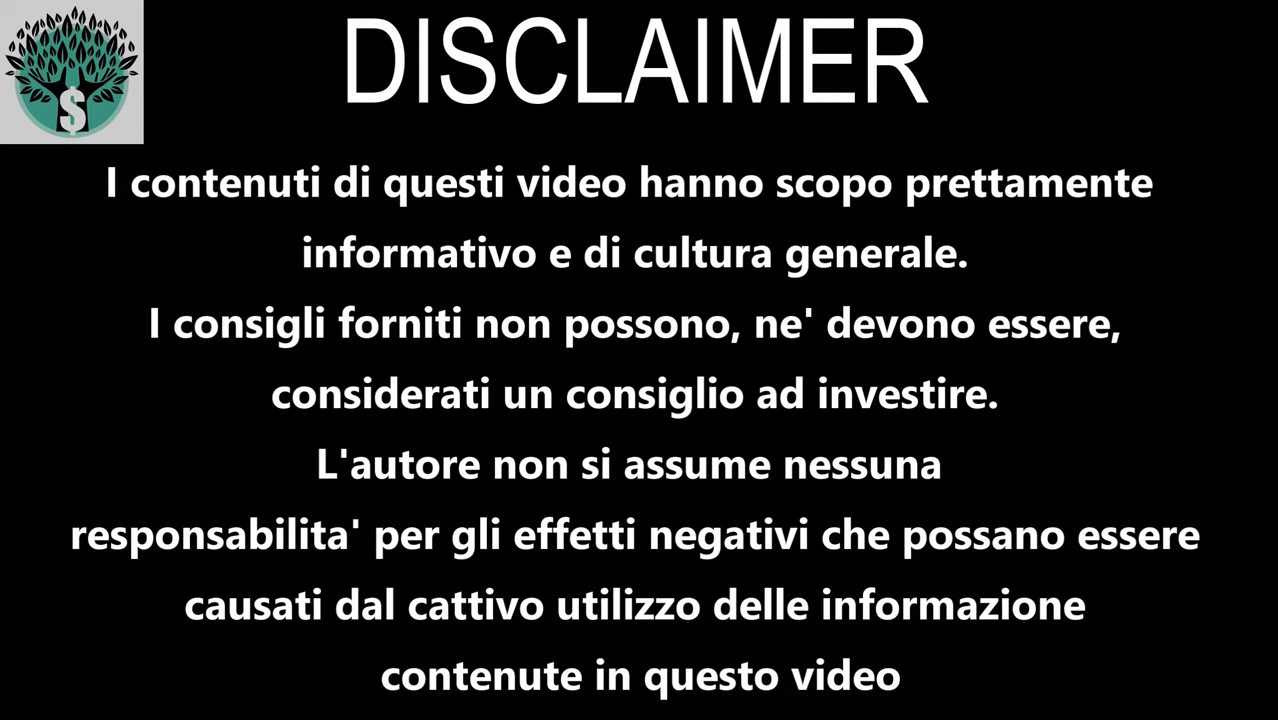 DISCLAIMER
$
I contenuti di questi video hanno scopo prettamente
informativo e di cultura generale.
I consigli forniti non possono, ne' devono essere,
considerati un consiglio ad investire.
L'autore non si assume nessuna
responsabilita' per gli effetti negativi che possano essere
causati dal cattivo utilizzo delle informazione
contenute in questo video